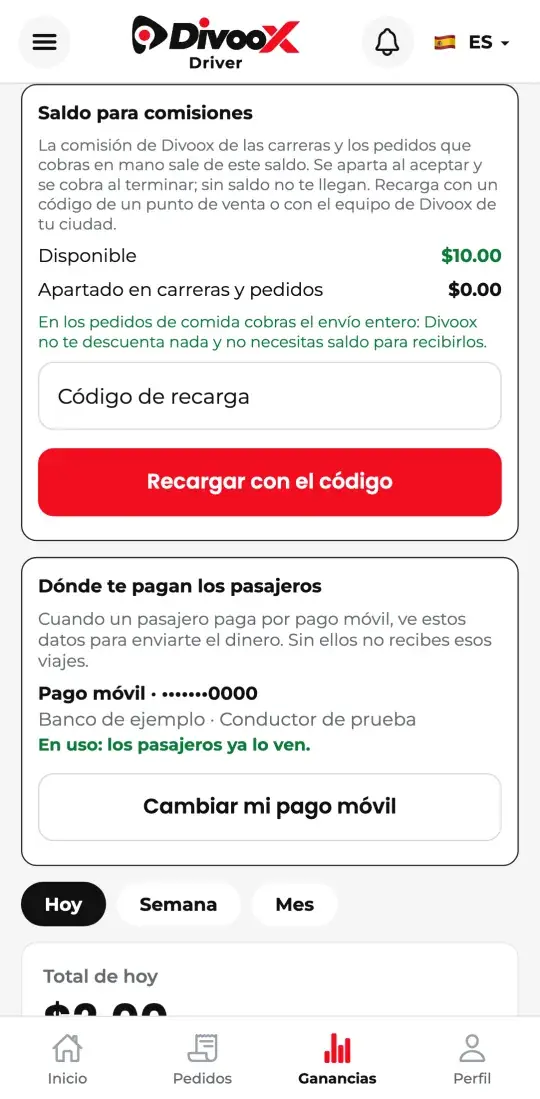 DivooX
Driver
ES
Saldo para comisiones
La comisión de Divoox de las carreras y los pedidos que
cobras en mano sale de este saldo. Se aparta al aceptar y
se cobra al terminar; sin saldo no te llegan. Recarga con un
código de un punto de venta o con el equipo de Divoox de
tu ciudad.
Disponible $10.00
Apartado en carreras y pedidos $0.00
En los pedidos de comida cobras el envío entero: Divoox
no te descuenta nada y no necesitas saldo para recibirlos.
Código de recarga
Recargar con el código
Dónde te pagan los pasajeros
Cuando un pasajero paga por pago móvil, ve estos
datos para enviarte el dinero. Sin ellos no recibes esos
viajes.
Pago móvil · •••••••0000
Banco de ejemplo · Conductor de prueba
En uso: los pasajeros ya lo ven.
Cambiar mi pago móvil
Hoy Semana Mes
Total de hoy
Inicio Pedidos Ganancias Perfil